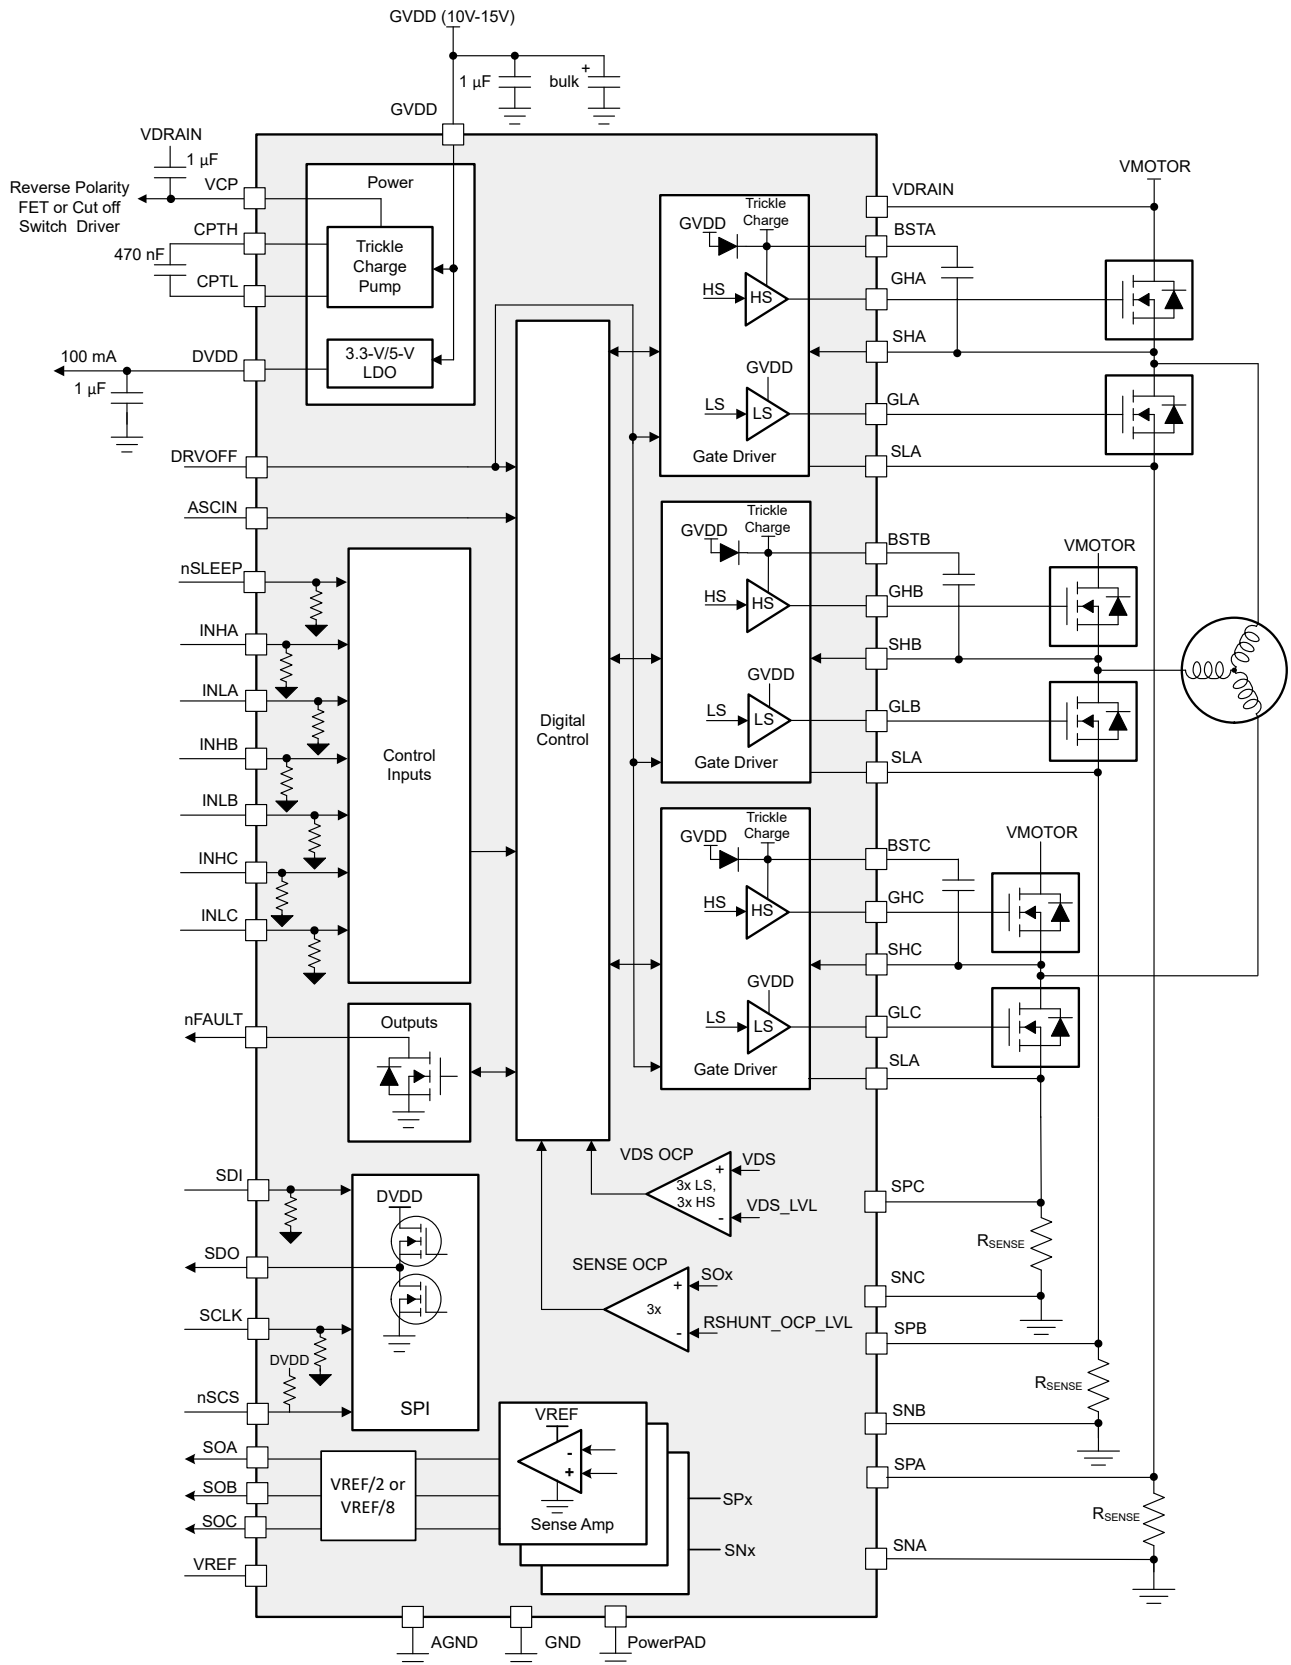 GVDD (10V-15V)
1 µF
bulk
+
GVDD
VDRAIN
1 µF
Reverse Polarity
FET or Cut off
Switch Driver
VCP
CPTH
470 nF
CPTL
100 mA
DVDD
1 µF
Power
Trickle
Charge
Pump
3.3-V/5-V
LDO
DRVOFF
ASCIN
nSLEEP
INHA
INLA
INHB
INLB
INHC
INLC
Control
Inputs
Digital
Control
nFAULT
Outputs
SDI
SDO
SCLK
DVDD
nSCS
DVDD
SPI
SOA
SOB
SOC
VREF
VREF/2 or
VREF/8
VREF
-
+
Sense Amp
SPx
SNx
VDS OCP
3x LS,
3x HS
+
-
VDS
VDS_LVL
SENSE OCP
3x
+
-
SOx
RSHUNT_OCP_LVL
Trickle
Charge
GVDD
HS
HS
GVDD
LS
LS
Gate Driver
Trickle
Charge
GVDD
HS
HS
GVDD
LS
LS
Gate Driver
Trickle
Charge
GVDD
HS
HS
GVDD
LS
LS
Gate Driver
VDRAIN
BSTA
GHA
SHA
GLA
SLA
VMOTOR
BSTB
GHB
SHB
GLB
SLA
VMOTOR
BSTC
GHC
SHC
GLC
SLA
VMOTOR
SPC
RSENSE
SNC
SPB
RSENSE
SNB
SPA
RSENSE
SNA
AGND
GND
PowerPAD